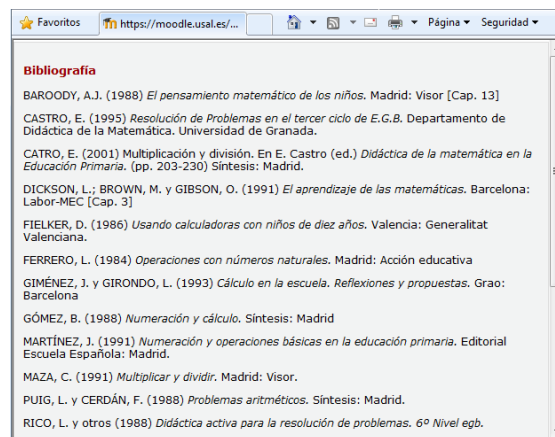 Favoritos
https://moodle.usal.es/...
Página
Seguridad
Bibliografía
BAROODY, A.J. (1988) El pensamiento matemático de los niños. Madrid: Visor [Cap. 13]
CASTRO, E. (1995) Resolución de Problemas en el tercer ciclo de E.G.B. Departamento de
Didáctica de la Matemática. Universidad de Granada.
CATRO, E. (2001) Multiplicación y división. En E. Castro (ed.) Didáctica de la matemática en la
Educación Primaria. (pp. 203-230) Síntesis: Madrid.
DICKSON, L.; BROWN, M. y GIBSON, O. (1991) El aprendizaje de las matemáticas. Barcelona:
Labor-MEC [Cap. 3]
FIELKER, D. (1986) Usando calculadoras con niños de diez años. Valencia: Generalitat
Valenciana.
FERRERO, L. (1984) Operaciones con números naturales. Madrid: Acción educativa
GIMÉNEZ, J. y GIRONDO, L. (1993) Cálculo en la escuela. Reflexiones y propuestas. Grao:
Barcelona
GÓMEZ, B. (1988) Numeración y cálculo. Síntesis: Madrid
MARTÍNEZ, J. (1991) Numeración y operaciones básicas en la educación primaria. Editorial
Escuela Española: Madrid.
MAZA, C. (1991) Multiplicar y dividir. Madrid: Visor.
PUIG, L. y CERDÁN, F. (1988) Problemas aritméticos. Síntesis: Madrid.
RICO, L. y otros (1988) Didáctica activa para la resolución de problemas. 6º Nivel egb.